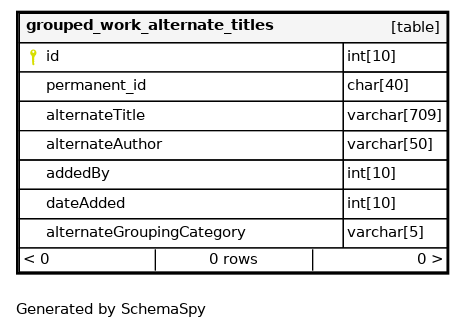 grouped_work_alternate_titles [table]
id int[10]
permanent_id char[40]
alternateTitle varchar[709]
alternateAuthor varchar[50]
addedBy int[10]
dateAdded int[10]
alternateGroupingCategory varchar[5]
< 0 0 rows 0 >
Generated by SchemaSpy